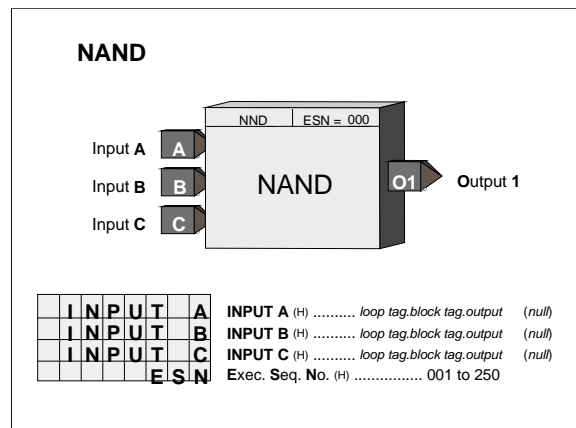 NAND
NND ESN = 000
Input A A
Input B B
Input C C
NAND
O1 Output 1
INPUT A INPUT A (H) .......... loop tag.block tag.output (null)
INPUT B INPUT B (H) .......... loop tag.block tag.output (null)
INPUT C INPUT C (H) .......... loop tag.block tag.output (null)
ESN Exec. Seq. No. (H) ................ 001 to 250